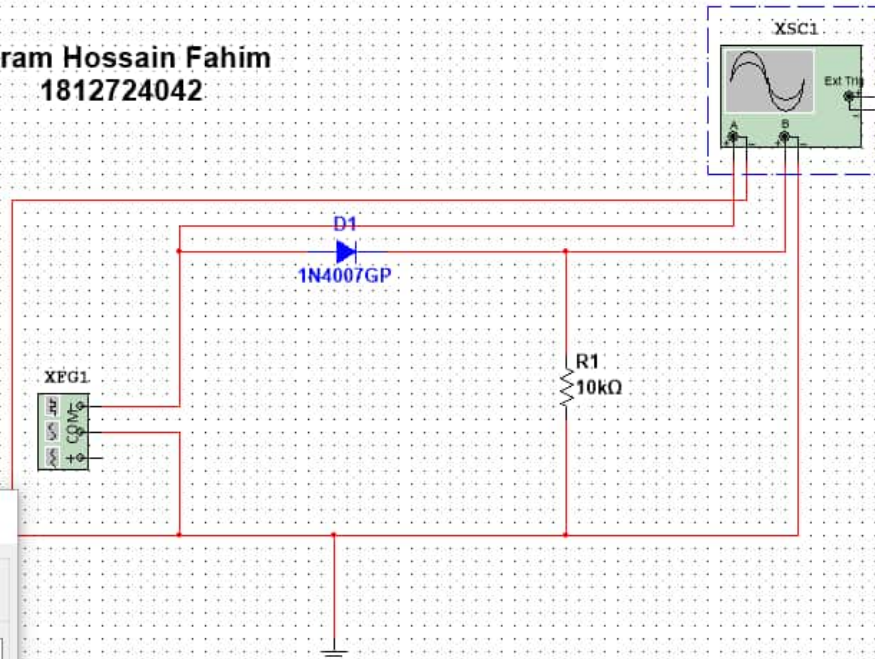 ram Hossain Fahim
1812724042
XSC1
Ext Trig
+
-
A
B
+
-
+
-
D1
1N4007GP
XFG1
-
COM
+
R1
10kΩ